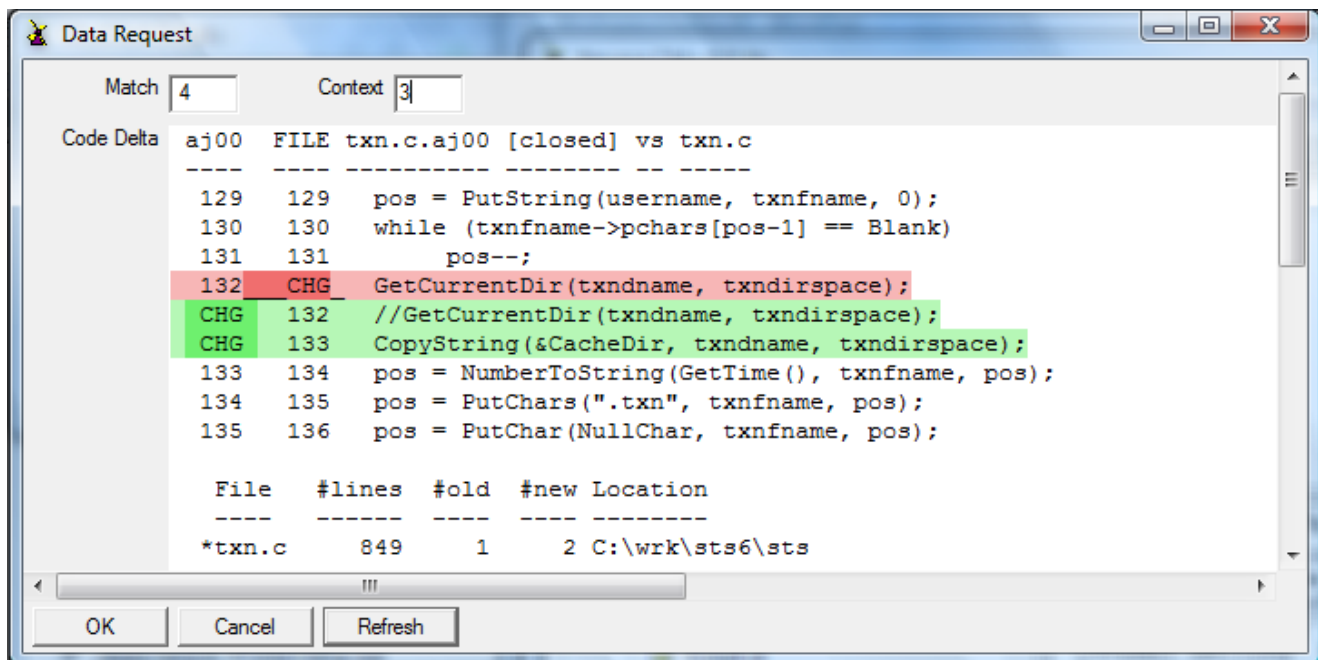 Data Request
Match 4 Context 3
Code Delta aj00 FILE txn.c.aj00 [closed] vs txn.c
---- ---- ---------- -------- -- -----
129 129 pos = PutString(username, txnfname, 0);
130 130 while (txnfname->pchars[pos-1] == Blank)
131 131 pos--;
132___CHG_ GetCurrentDir(txndname, txndirspace);
CHG 132 //GetCurrentDir(txndname, txndirspace);
CHG 133 CopyString(&CacheDir, txndname, txndirspace);
133 134 pos = NumberToString(GetTime(), txnfname, pos);
134 135 pos = PutChars(".txn", txnfname, pos);
135 136 pos = PutChar(NullChar, txnfname, pos);
File #lines #old #new Location
---- ------ ---- ---- --------
*txn.c 849 1 2 C:\wrk\sts6\sts
OK Cancel Refresh